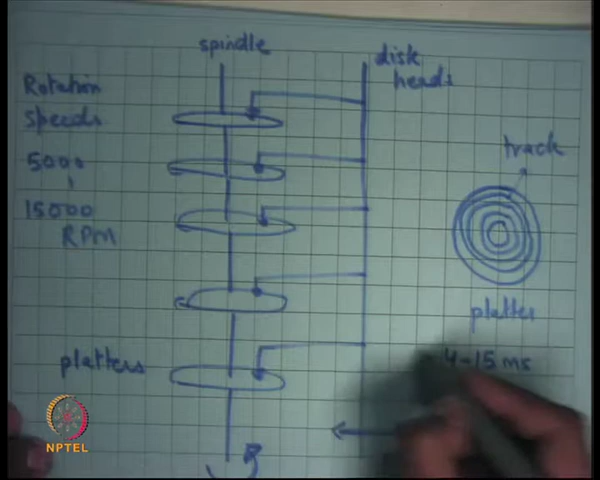 spindle
disk
heads
Rotation
speeds
5000
15000
RPM
track
platter
platters
4-15 ms
NPTEL